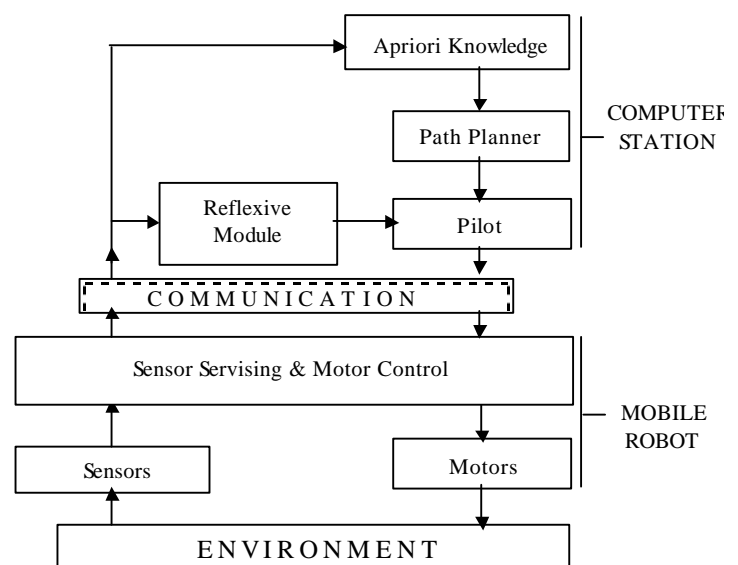 Apriori Knowledge
COMPUTER
STATION
Path Planner
Reflexive
Module
Pilot
COMMUNICATION
Sensor Servising & Motor Control
MOBILE
ROBOT
Sensors
Motors
ENVIRONMENT